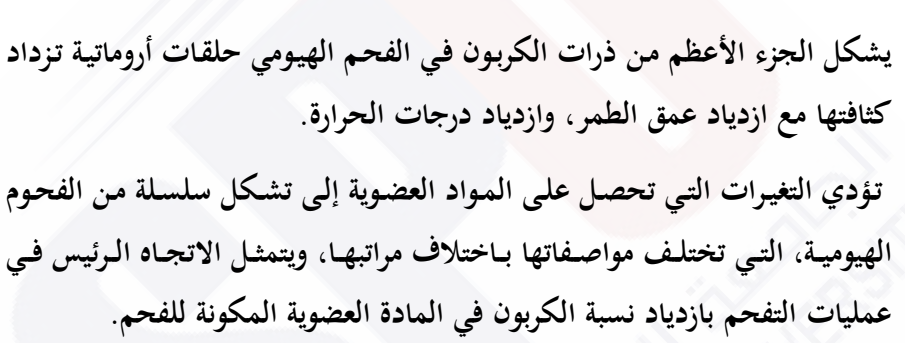 يشكل الجزء الأعظم من ذرات الكربون في الفحم الهيومي حلقات أروماتية تزداد
كثافتها مع ازدياد عمق الطمر، وازدياد درجات الحرارة.
تؤدي التغيرات التي تحصل على المواد العضوية إلى تشكل سلسلة من الفحوم
الهيومية، التي تختلف مواصفاتها باختلاف مراتبها، ويتمثل الاتجاه الرئيس في
عمليات التفحم بازدياد نسبة الكربون في المادة العضوية المكونة للفحم.